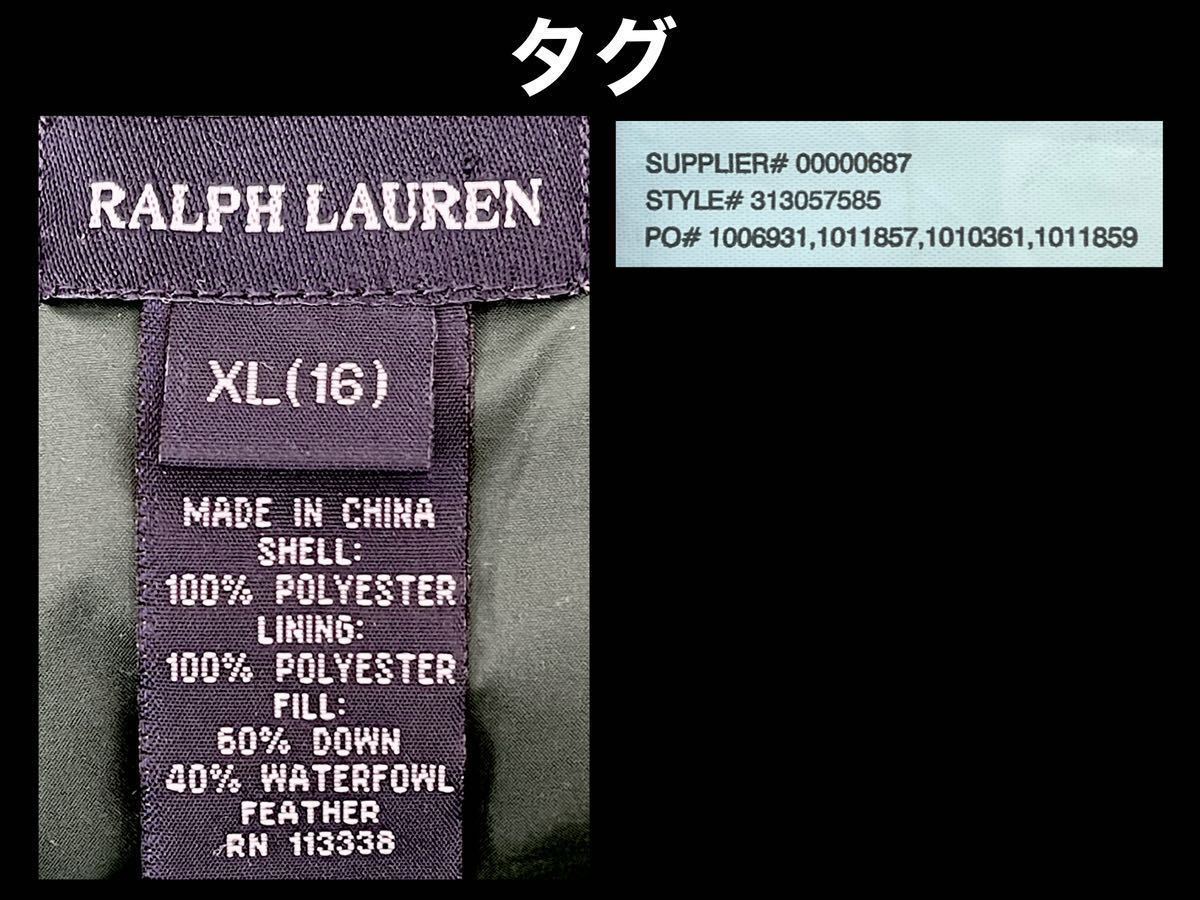 タグ
RALPH LAUREN
XL(16)
MADE IN CHINA
SHELL:
100% POLYESTER
LINING:
100% POLYESTER
FILL:
60% DOWN
40% WATERFOWL
FEATHER
RN 113338
SUPPLIER# 00000687
STYLE# 313057585
PO# 1006931,1011857,1010361,1011859